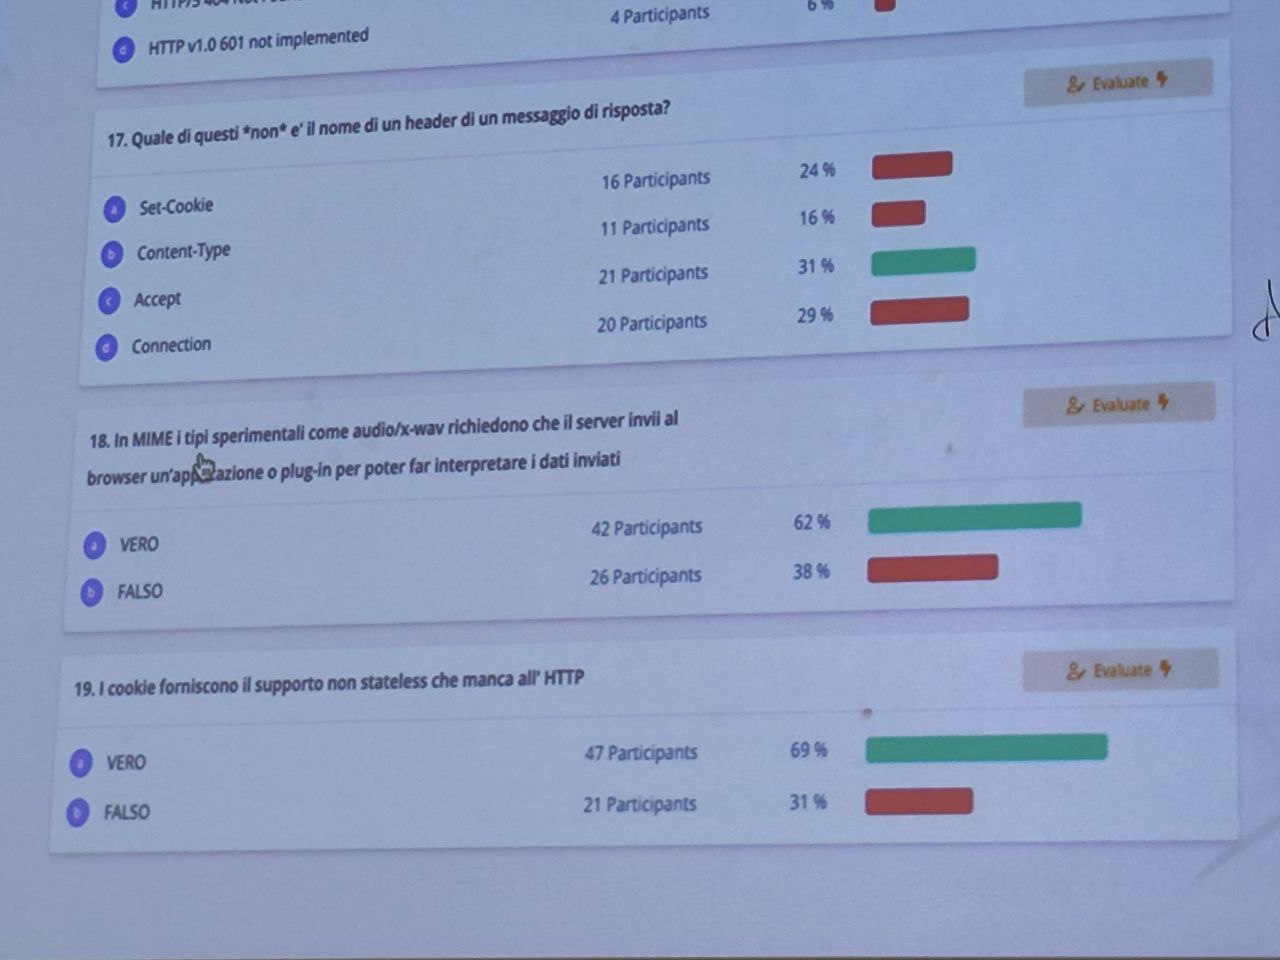 d HTTP v1.0 601 not implemented 4 Participants 6 %
Evaluate
17. Quale di questi *non* e' il nome di un header di un messaggio di risposta?
a Set-Cookie 16 Participants 24 %
b Content-Type 11 Participants 16 %
c Accept 21 Participants 31 %
d Connection 20 Participants 29 %
Evaluate
18. In MIME i tipi sperimentali come audio/x-wav richiedono che il server invii al
browser un'applicazione o plug-in per poter far interpretare i dati inviati
a VERO 42 Participants 62 %
b FALSO 26 Participants 38 %
Evaluate
19. I cookie forniscono il supporto non stateless che manca all' HTTP
a VERO 47 Participants 69 %
b FALSO 21 Participants 31 %